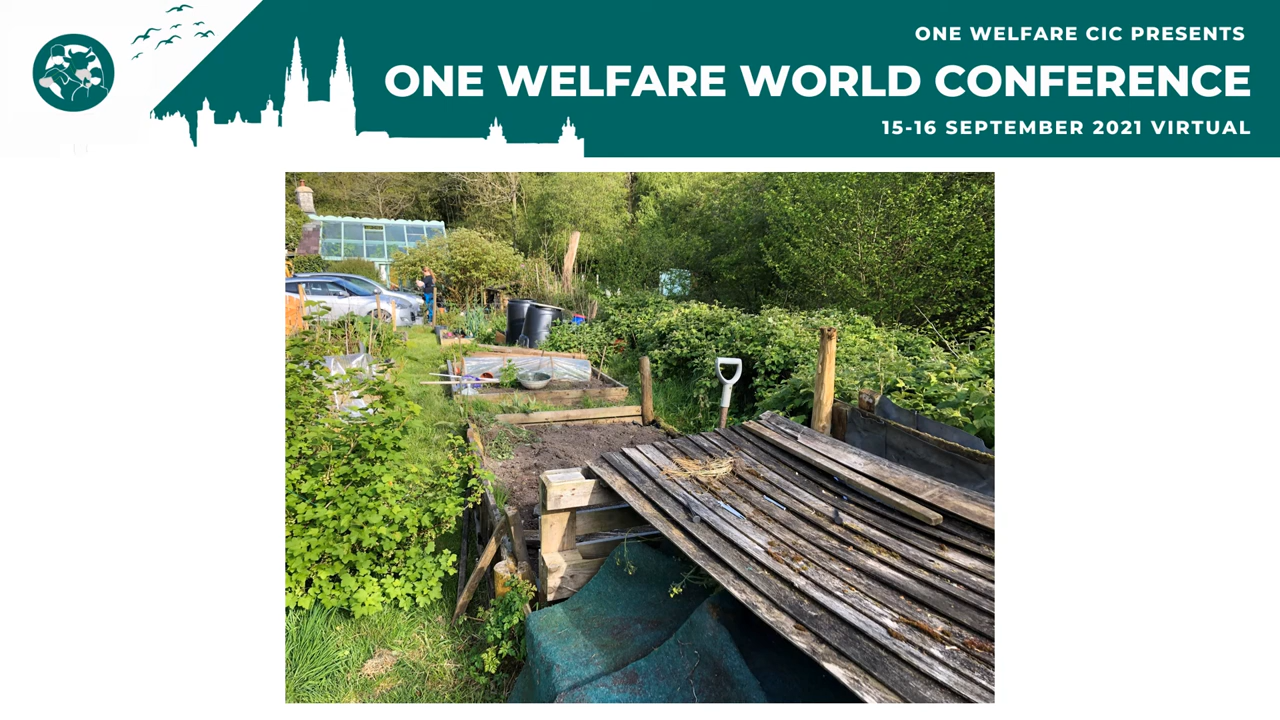 ONE WELFARE CIC PRESENTS
ONE WELFARE WORLD CONFERENCE
15-16 SEPTEMBER 2021 VIRTUAL